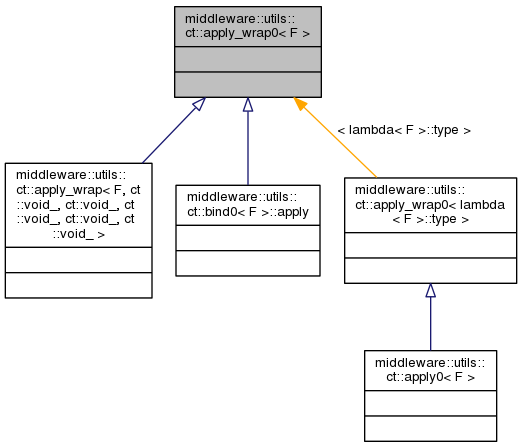 middleware::utils::
ct::apply_wrap0< F >
< lambda< F >::type >
middleware::utils::
ct::apply_wrap< F, ct
::void_, ct::void_, ct
::void_, ct::void_, ct
::void_ >
middleware::utils::
ct::bind0< F >::apply
middleware::utils::
ct::apply_wrap0< lambda
< F >::type >
middleware::utils::
ct::apply0< F >